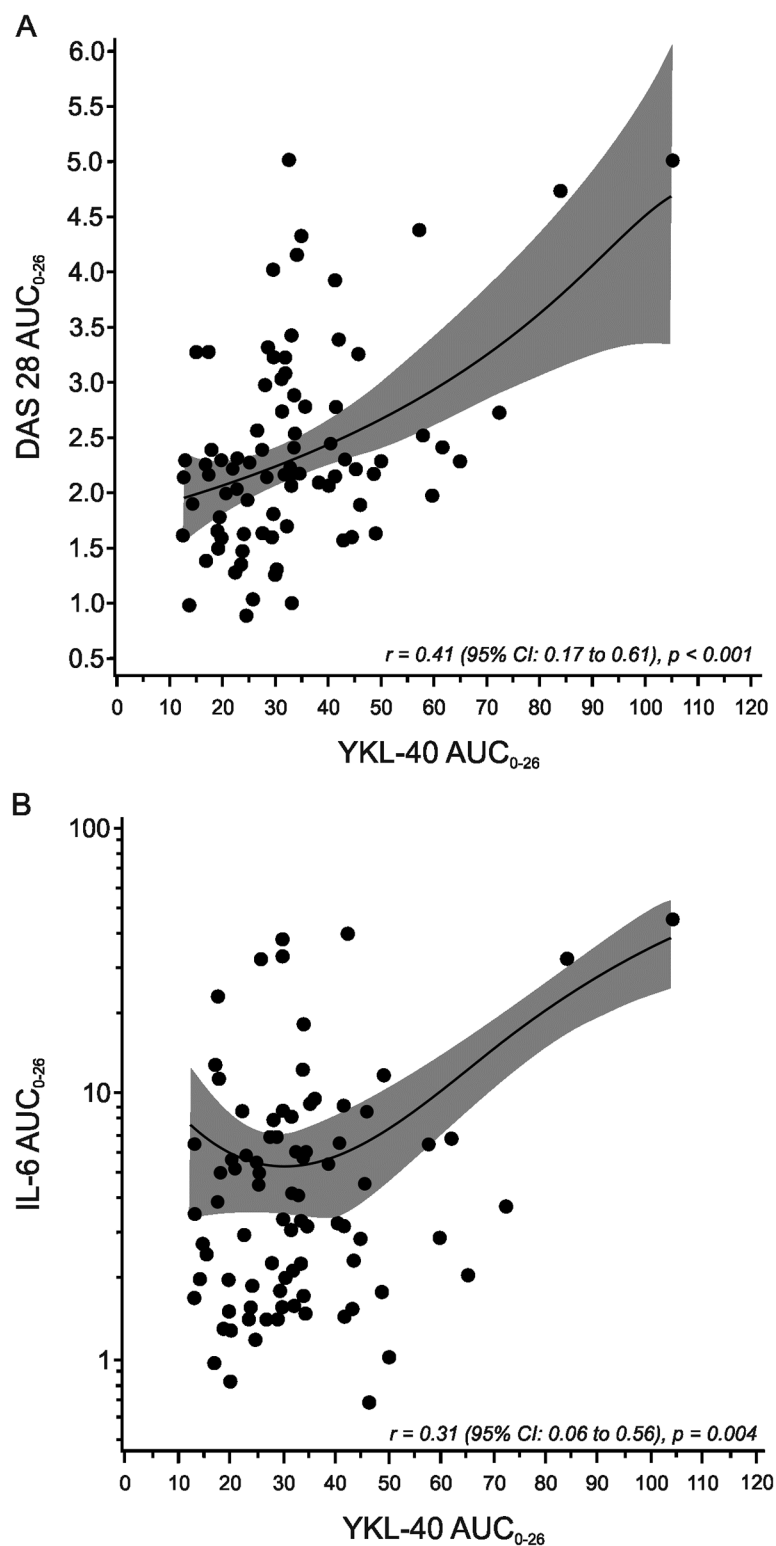 A
6.0
5.5
5.0
4.5
4.0
3.5
3.0
2.5
2.0
1.5
1.0
0.5
DAS 28 AUC0-26
r = 0.41 (95% CI: 0.17 to 0.61), p < 0.001
0 10 20 30 40 50 60 70 80 90 100 110 120
YKL-40 AUC0-26
B
100
10
1
IL-6 AUC0-26
r = 0.31 (95% CI: 0.06 to 0.56), p = 0.004
0 10 20 30 40 50 60 70 80 90 100 110 120
YKL-40 AUC0-26